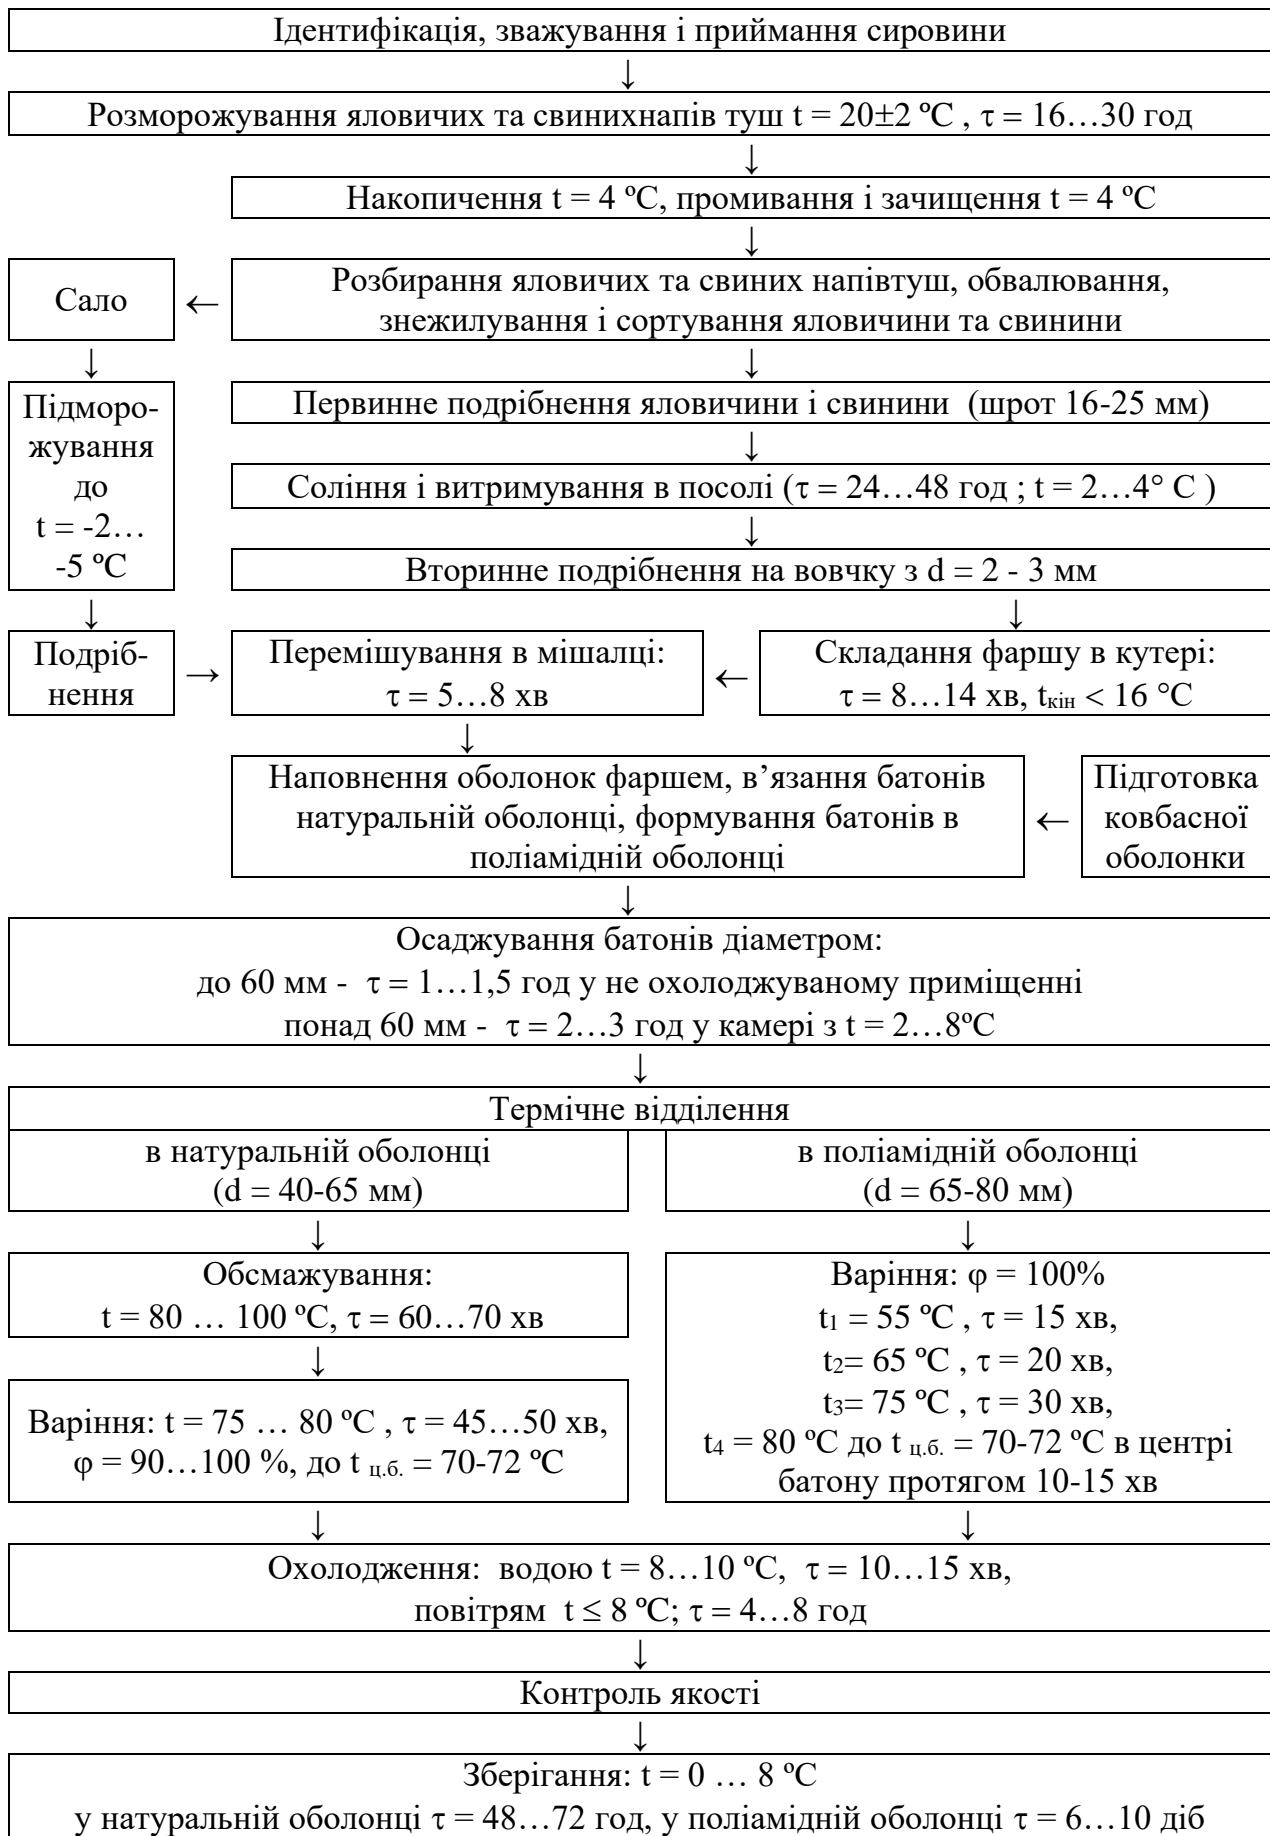 Ідентифікація, зважування і приймання сировини
↓
Розморожування яловичих та свинихнапів туш t = 20±2 ºС , τ = 16…30 год
↓
Накопичення t = 4 ºС, промивання і зачищення t = 4 ºС
↓
Сало
←
Розбирання яловичих та свиних напівтуш, обвалювання,
знежилування і сортування яловичини та свинини
↓
↓
Підморо-
жування
до
t = -2…
-5 ºС
Первинне подрібнення яловичини і свинини (шрот 16-25 мм)
↓
Соління і витримування в посолі (τ = 24…48 год ; t = 2…4° С )
↓
Вторинне подрібнення на вовчку з d = 2 - 3 мм
↓
↓
Подріб-
нення
→
Перемішування в мішалці:
τ = 5…8 хв
←
Складання фаршу в кутері:
τ = 8…14 хв, tкін < 16 °С
↓
Наповнення оболонок фаршем, в’язання батонів
натуральній оболонці, формування батонів в
поліамідній оболонці
←
Підготовка
ковбасної
оболонки
↓
Осаджування батонів діаметром:
до 60 мм - τ = 1…1,5 год у не охолоджуваному приміщенні
понад 60 мм - τ = 2…3 год у камері з t = 2…8ºС
↓
Термічне відділення
в натуральній оболонці
(d = 40-65 мм)
в поліамідній оболонці
(d = 65-80 мм)
↓
↓
Обсмажування:
t = 80 … 100 ºС, τ = 60…70 хв
↓
Варіння: t = 75 … 80 ºС , τ = 45…50 хв,
φ = 90…100 %, до t ц.б. = 70-72 ºС
Варіння: φ = 100%
t1 = 55 ºС , τ = 15 хв,
t2= 65 ºС , τ = 20 хв,
t3= 75 ºС , τ = 30 хв,
t4 = 80 ºС до t ц.б. = 70-72 ºС в центрі
батону протягом 10-15 хв
↓
↓
Охолодження: водою t = 8…10 ºС, τ = 10…15 хв,
повітрям t ≤ 8 ºС; τ = 4…8 год
↓
Контроль якості
↓
Зберігання: t = 0 … 8 ºС
у натуральній оболонці τ = 48…72 год, у поліамідній оболонці τ = 6…10 діб